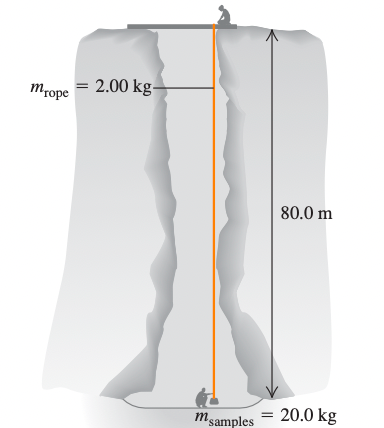 m_rope = 2.00 kg
80.0 m
m_samples = 20.0 kg